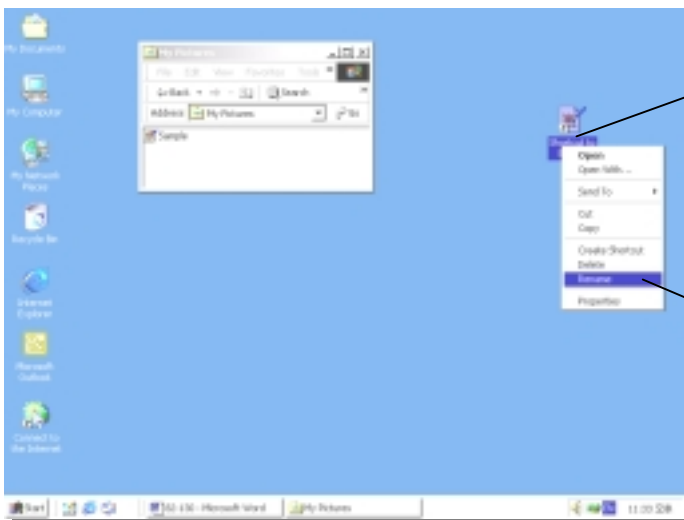 My Documents
My Computer
My Network
Places
Recycle Bin
Internet
Explorer
Microsoft
Outlook
Connect to
the Internet
My Pictures
File Edit View Favorites Tools
Back
Search
Address
My Pictures
Go
Sample
Shortcut to
Open
Open With...
Send To
Cut
Copy
Create Shortcut
Delete
Rename
Properties
Start
- Microsoft Word
My Pictures